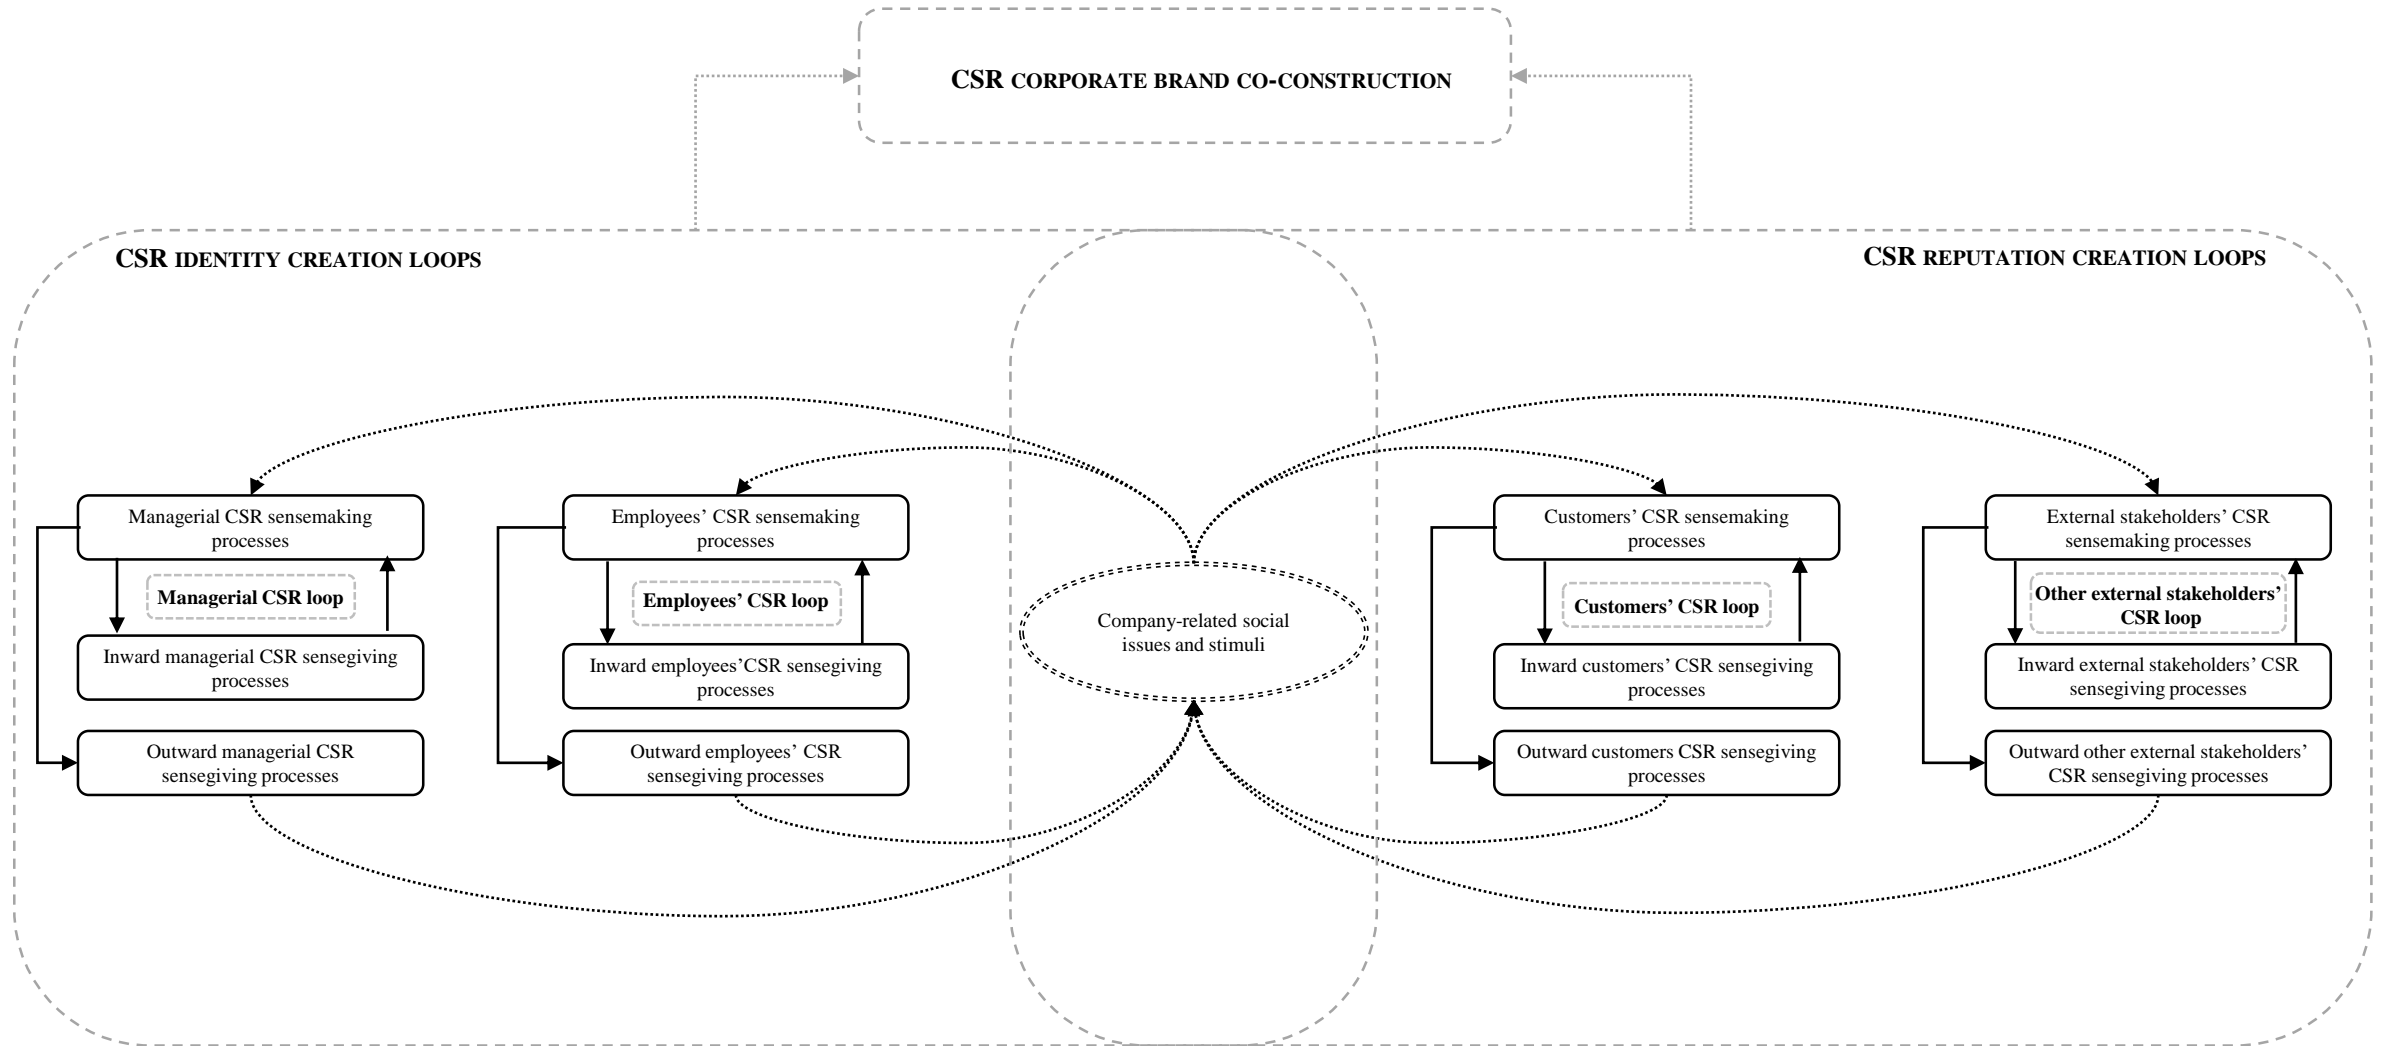 CSR CORPORATE BRAND CO-CONSTRUCTION
CSR IDENTITY CREATION LOOPS
CSR REPUTATION CREATION LOOPS
Managerial CSR sensemaking
processes
Managerial CSR loop
Inward managerial CSR sensegiving
processes
Outward managerial CSR
sensegiving processes
Employees’ CSR sensemaking
processes
Employees’ CSR loop
Inward employees’CSR sensegiving
processes
Outward employees’ CSR
sensegiving processes
Company-related social
issues and stimuli
Customers’ CSR sensemaking
processes
Customers’ CSR loop
Inward customers’ CSR sensegiving
processes
Outward customers CSR sensegiving
processes
External stakeholders’ CSR
sensemaking processes
Other external stakeholders’
CSR loop
Inward external stakeholders’ CSR
sensegiving processes
Outward other external stakeholders’
CSR sensegiving processes